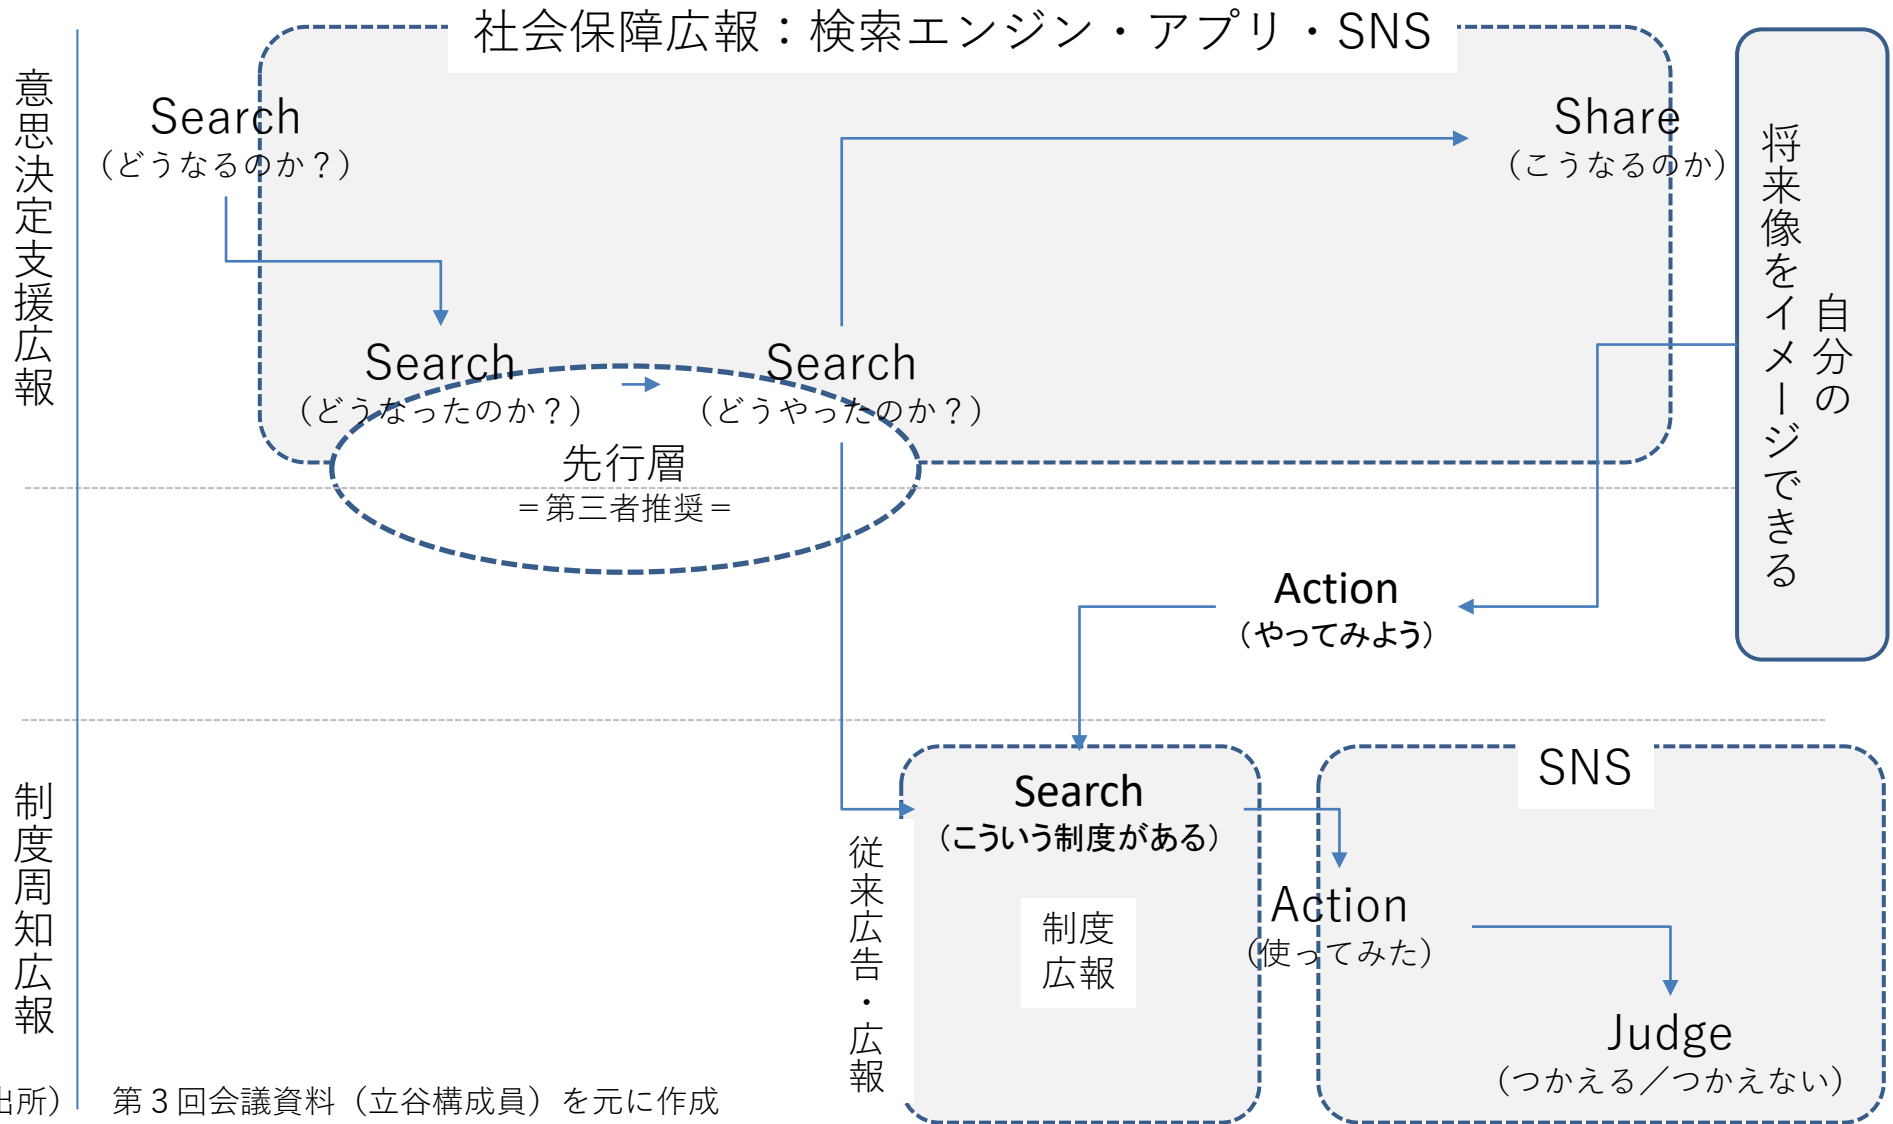 社会保障広報：検索エンジン・アプリ・SNS
意思決定支援広報
Search
（どうなるのか？）
Share
（こうなるのか）
自分の
将来像をイメージできる
Search
（どうなったのか？）
Search
（どうやったのか？）
先行層
＝第三者推奨＝
Action
（やってみよう）
制度周知広報
従来広告・広報
Search
（こういう制度がある）
制度
広報
SNS
Action
（使ってみた）
Judge
（つかえる／つかえない）
出所） 第３回会議資料（立谷構成員）を元に作成